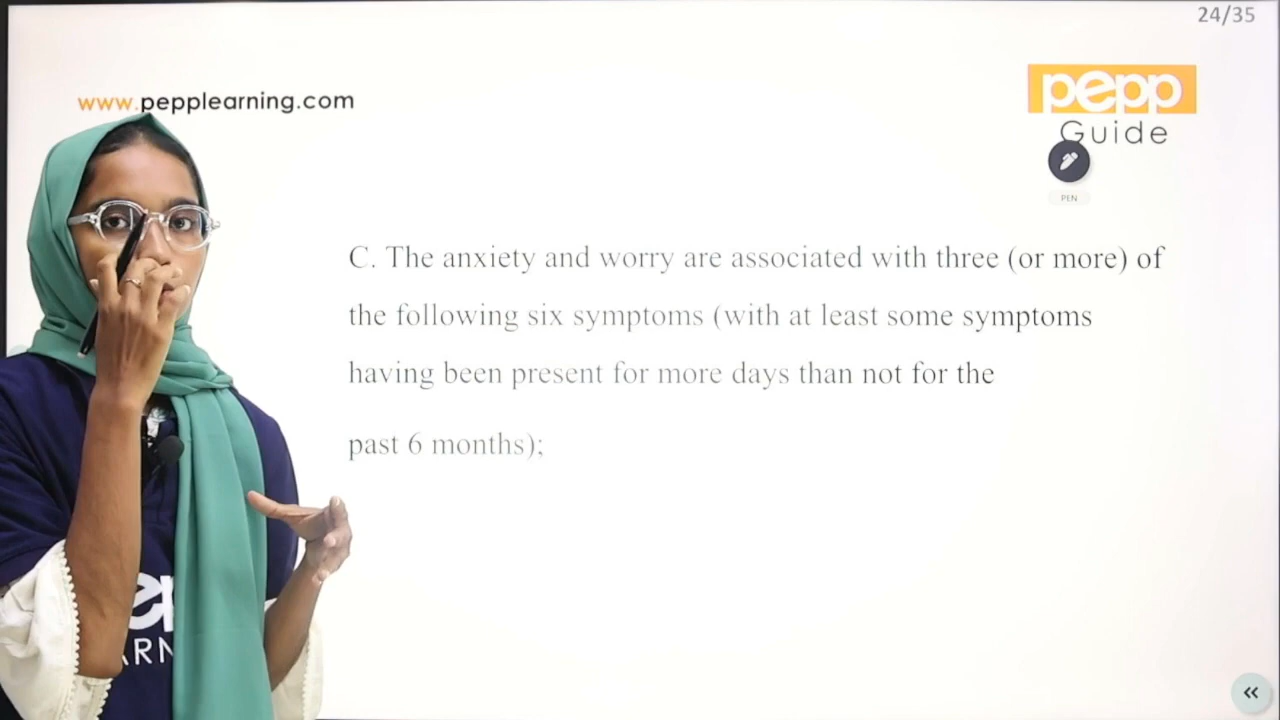 24/35
www.pepplearning.com
pepp
Guide
PEN
C. The anxiety and worry are associated with three (or more) of
the following six symptoms (with at least some symptoms
having been present for more days than not for the
past 6 months);